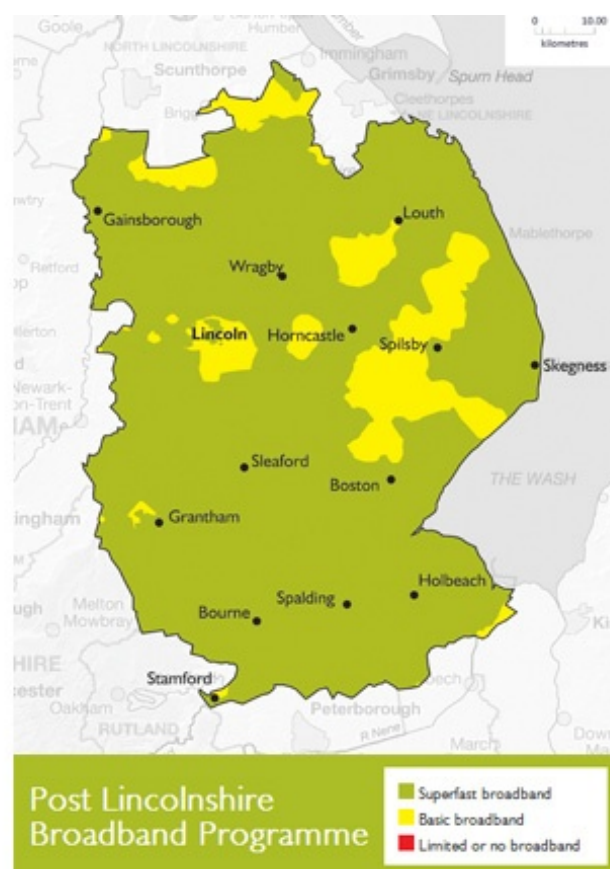 Goole
Humber
NORTH LINCOLNSHIRE
Immingham
Scunthorpe
Grimsby
Spurn Head
0 10.00
kilometres
Brigg
Cleethorpes
NE LINCOLNSHIRE
Gainsborough
Louth
Mablethorpe
Retford
Wragby
Lincoln
Horncastle
Spilsby
Skegness
Newark-
on-Trent
Sleaford
Boston
THE WASH
Grantham
Holbeach
Spalding
Bourne
Melton
Mowbray
Stamford
Oakham
RUTLAND
Peterborough
R Nene
March
Post Lincolnshire
Broadband Programme
Superfast broadband
Basic broadband
Limited or no broadband